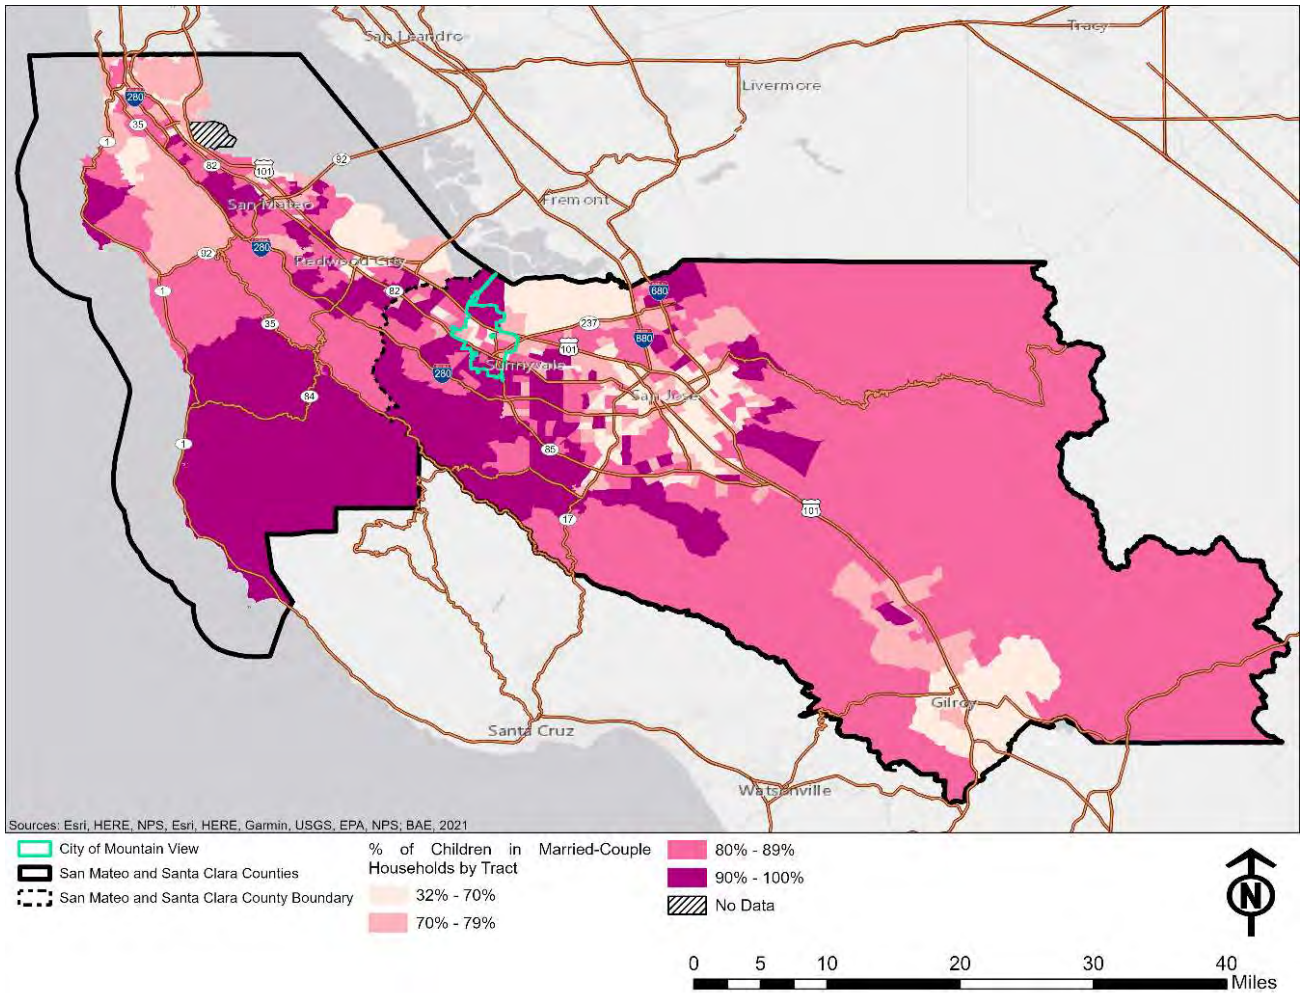 San Leandro
Tracy
Livermore
280
35
1
82
101
92
San Mateo
Fremont
92
280
Redwood City
1
82
680
35
237
101
880
Sunnyvale
280
84
San Jose
1
85
101
17
Gilroy
Santa Cruz
Watsonville
Sources: Esri, HERE, NPS, Esri, HERE, Garmin, USGS, EPA, NPS; BAE, 2021
City of Mountain View
San Mateo and Santa Clara Counties
San Mateo and Santa Clara County Boundary
% of Children in Married-Couple
Households by Tract
32% - 70%
70% - 79%
80% - 89%
90% - 100%
No Data
N
0 5 10 20 30 40
Miles